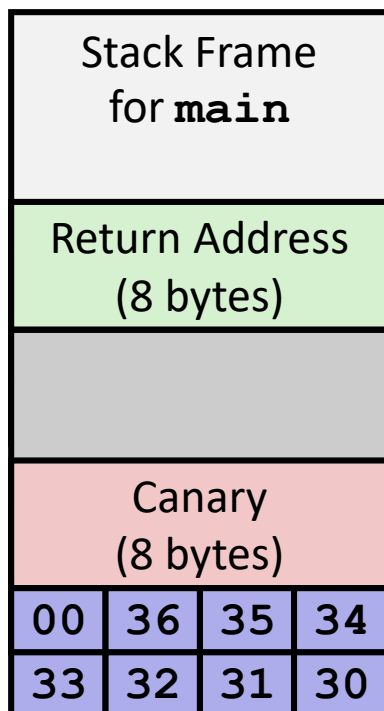 Stack Frame
for main
Return Address
(8 bytes)
Canary
(8 bytes)
00 36 35 34
33 32 31 30